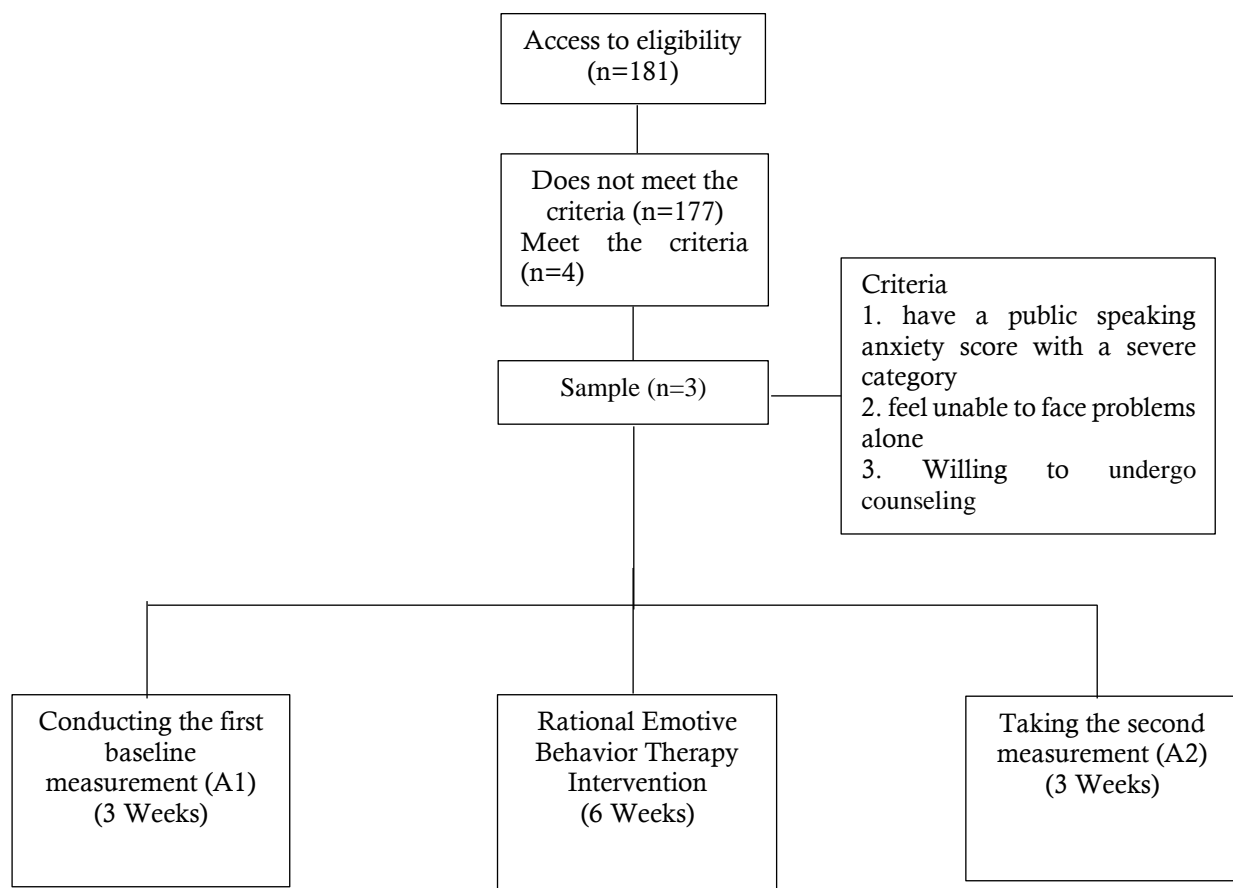 Access to eligibility
(n=181)
Does not meet the
criteria (n=177)
Meet the criteria
(n=4)
Sample (n=3)
Criteria
1. have a public speaking
anxiety score with a severe
category
2. feel unable to face problems
alone
3. Willing to undergo
counseling
Conducting the first
baseline
measurement (A1)
(3 Weeks)
Rational Emotive
Behavior Therapy
Intervention
(6 Weeks)
Taking the second
measurement (A2)
(3 Weeks)